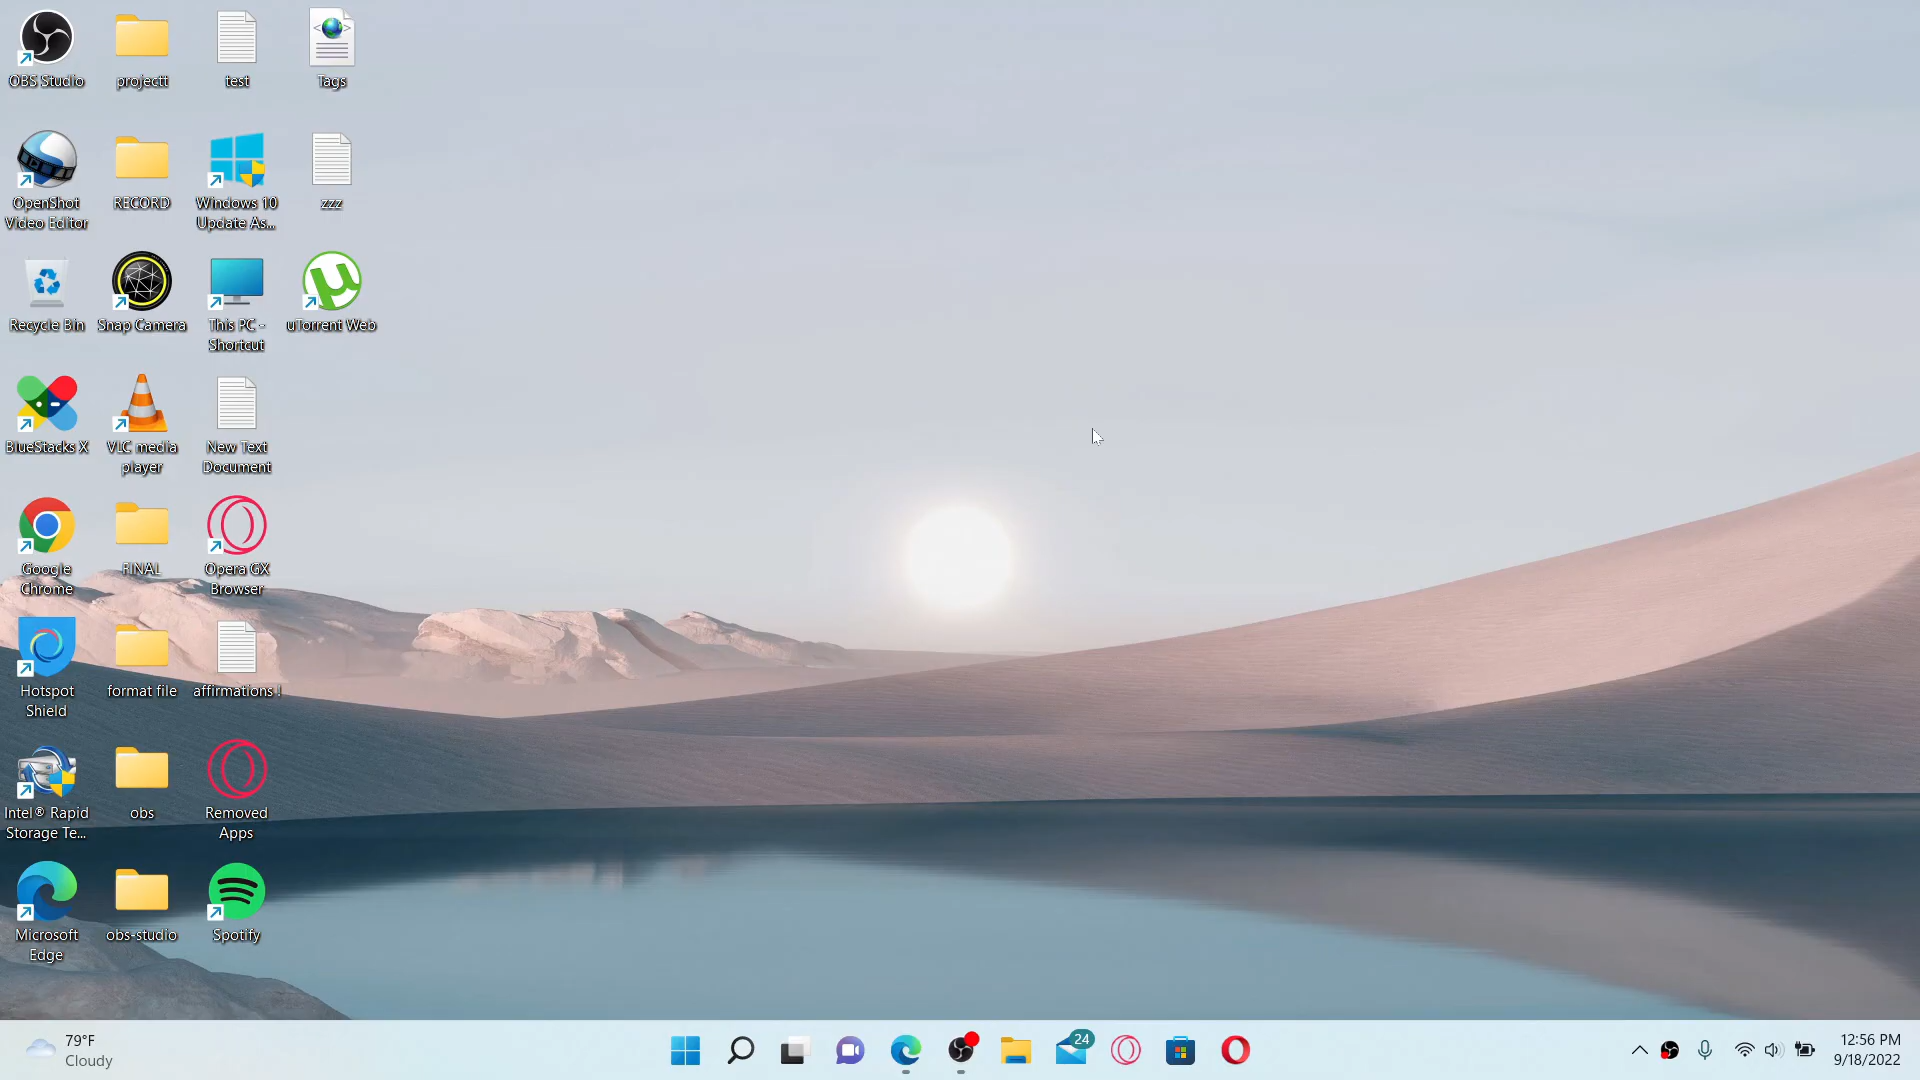 OBS Studio
projectt
test
Tags
OpenShot
Video Editor
RECORD
Windows 10
Update As...
zzz
Recycle Bin
Snap Camera
This PC -
Shortcut
µ
uTorrent Web
BlueStacks X
VLC media
player
New Text
Document
Google
Chrome
FINAL
Opera GX
Browser
Hotspot
Shield
format file
affirmations !
Intel® Rapid
Storage Te...
obs
Removed
Apps
Microsoft
Edge
obs-studio
Spotify
79°F
Cloudy
24
12:56 PM
9/18/2022